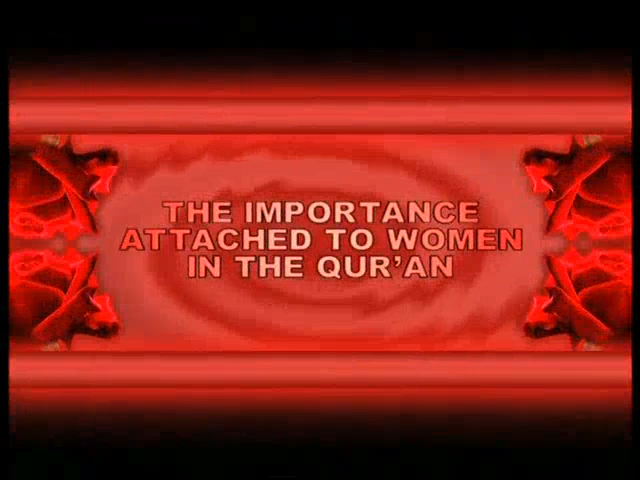 THE IMPORTANCE
ATTACHED TO WOMEN
IN THE QUR’AN